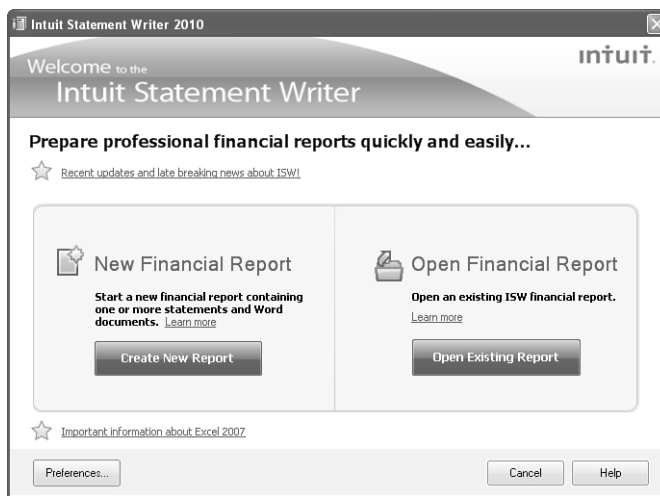 Intuit Statement Writer 2010
intuit.
Welcome to the
Intuit Statement Writer
Prepare professional financial reports quickly and easily...
Recent updates and late breaking news about ISW!
New Financial Report
Start a new financial report containing
one or more statements and Word
documents. Learn more
Create New Report
Open Financial Report
Open an existing ISW financial report.
Learn more
Open Existing Report
Important information about Excel 2007
Preferences...
Cancel
Help